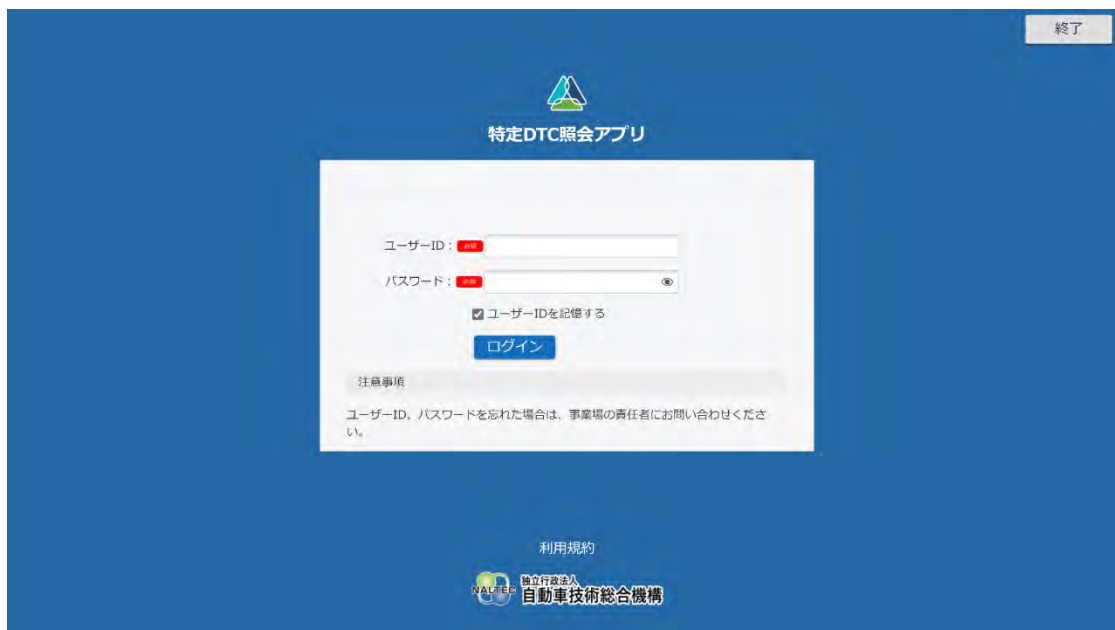 終了
特定DTC照会アプリ
ユーザーID：必須
パスワード：必須
ユーザーIDを記憶する
ログイン
注意事項
ユーザーID、パスワードを忘れた場合は、事業場の責任者にお問い合わせくださ
い。
利用規約
NALTEC 独立行政法人
自動車技術総合機構